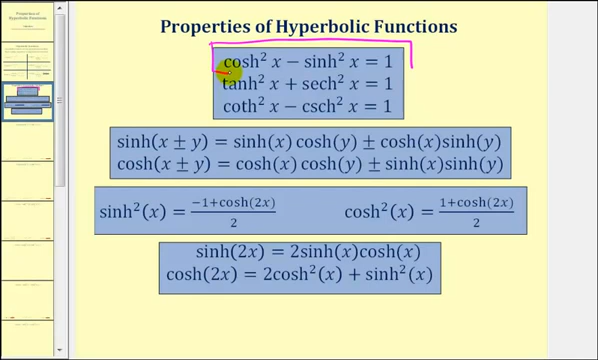 Properties of Hyperbolic Functions
cosh² x − sinh² x = 1
tanh² x + sech² x = 1
coth² x − csch² x = 1
sinh(x ± y) = sinh(x) cosh(y) ± cosh(x)sinh(y)
cosh(x ± y) = cosh(x) cosh(y) ± sinh(x)sinh(y)
sinh²(x) = (−1+cosh(2x))/2 cosh²(x) = (1+cosh(2x))/2
sinh(2x) = 2sinh(x)cosh(x)
cosh(2x) = 2cosh²(x) + sinh²(x)